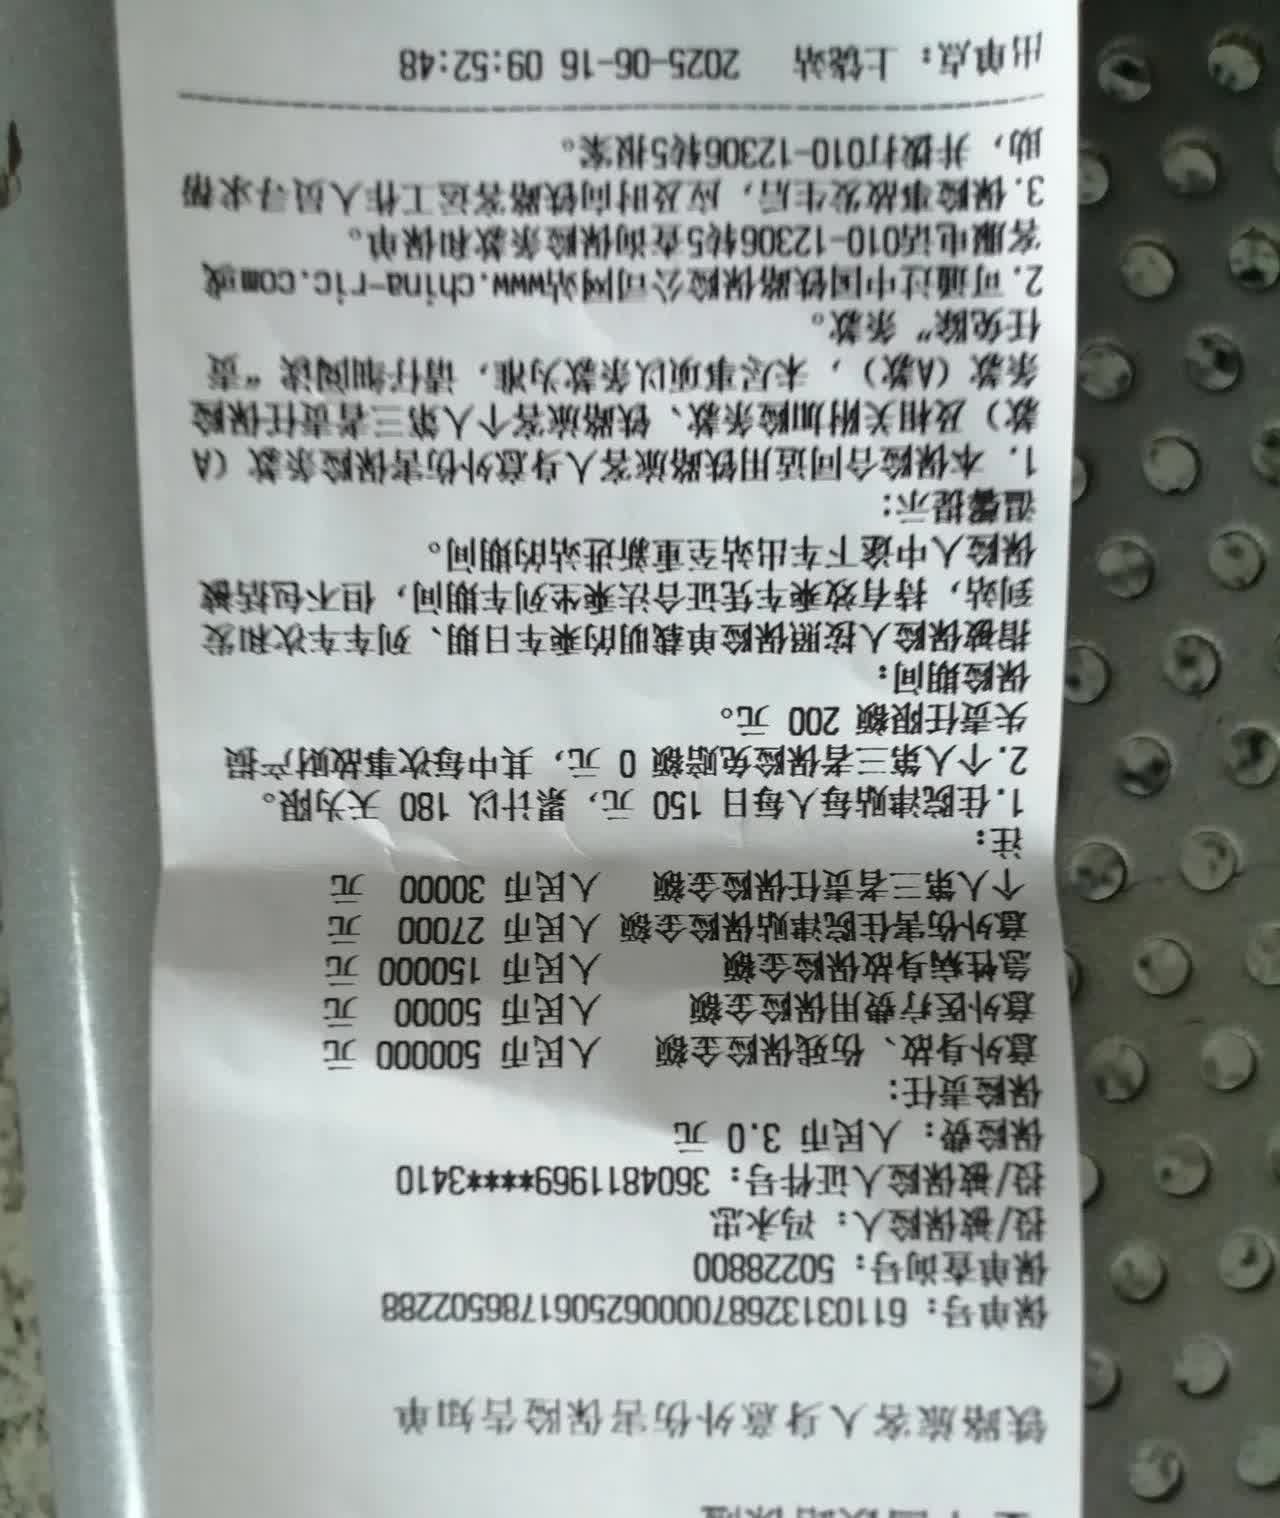 铁路旅客人身意外伤害保险告知单
保单号: 61103132687000062506178650228​8
保单查询号: 50228800
投/被保险人: 冯承忠
投/被保险人证件号: 3604811969****3410
保险费: 人民币 3.0 元
保险责任:
意外身故、伤残保险金额 人民币 500000 元
意外医疗费用保险金额 人民币 50000 元
急性病身故保险金额 人民币 150000 元
意外伤害住院津贴保险金额 人民币 27000 元
个人第三者责任保险金额 人民币 30000 元
注:
1.住院津贴每人每日 150 元, 累计以 180 天为限。
2.个人第三者保险免赔额 0 元, 其中每次事故财产损
失责任限额 200 元。
保险期间:
指被保险人按照保险单载明的乘车日期、列车车次和发
到站, 持有效乘车凭证合法乘坐列车期间, 但不包括被
保险人中途下车出站至重新进站的期间。
温馨提示:
1. 本保险合同适用铁路旅客人身意外伤害保险条款 (A
款) 及相关附加险条款、铁路旅客个人第三者责任保险
条款 (A款) , 未尽事项以条款为准, 请仔细阅读 “责
任免除” 条款。
2.可通过中国铁路保险公司网站www.china-ric.com或
客服电话010-12306转5查询保险条款和保单。
3.保险事故发生后, 应及时向铁路客运工作人员寻求帮
助, 并拨打010-12306转5报案。
出单点: 上饶站 2025-06-16 09:52:48